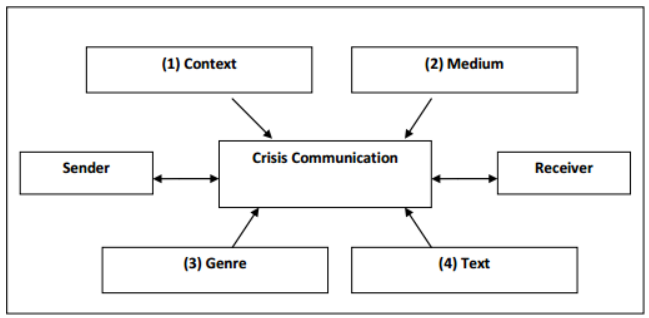 (1) Context
(2) Medium
Crisis Communication
Sender
Receiver
(3) Genre
(4) Text